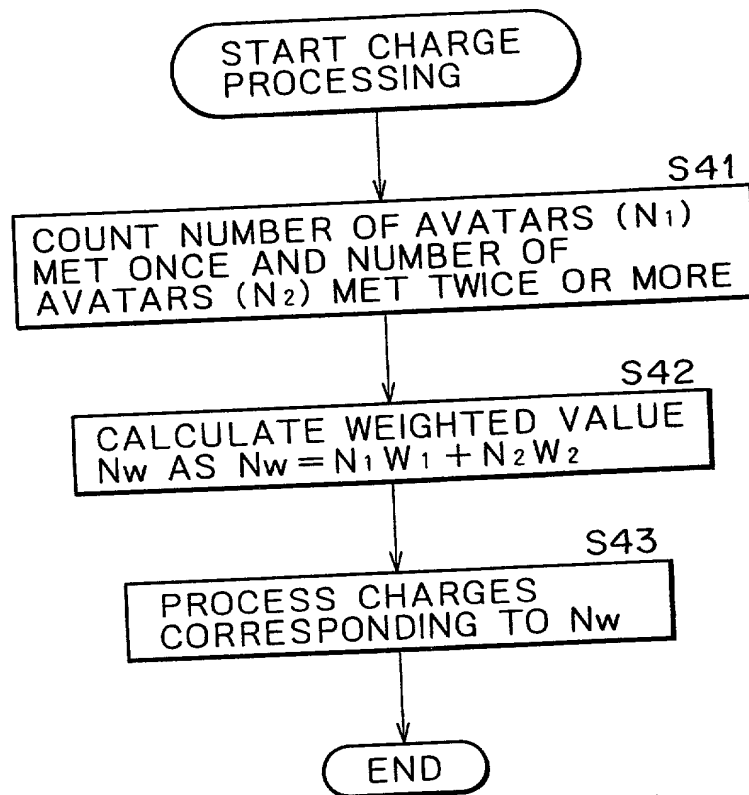 START CHARGE
PROCESSING
S41
COUNT NUMBER OF AVATARS (N₁)
MET ONCE AND NUMBER OF
AVATARS (N₂) MET TWICE OR MORE
S42
CALCULATE WEIGHTED VALUE
Nw AS Nw=N₁W₁+N₂W₂
S43
PROCESS CHARGES
CORRESPONDING TO Nw
END